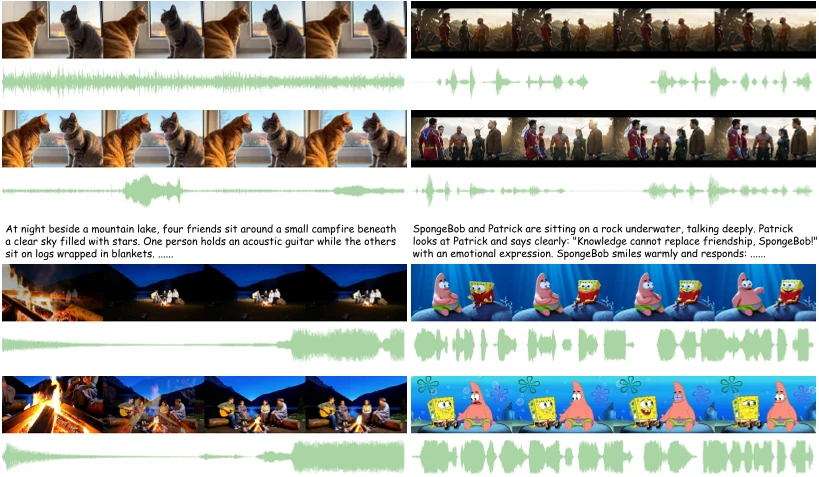 At night beside a mountain lake, four friends sit around a small campfire beneath
a clear sky filled with stars. One person holds an acoustic guitar while the others
sit on logs wrapped in blankets. ......
SpongeBob and Patrick are sitting on a rock underwater, talking deeply. Patrick
looks at Patrick and says clearly: "Knowledge cannot replace friendship, SpongeBob!"
with an emotional expression. SpongeBob smiles warmly and responds: ......